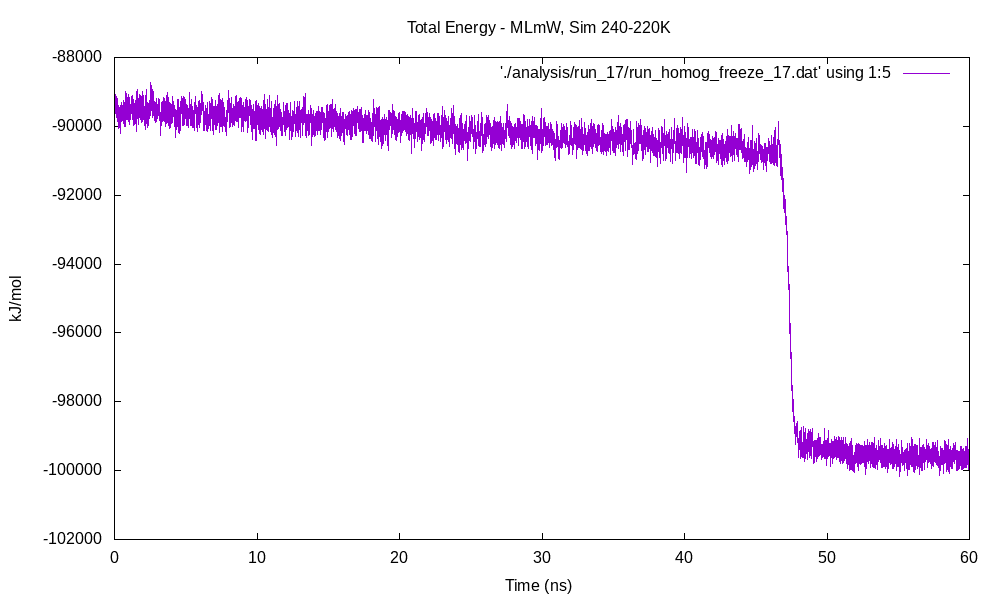 Total Energy - MLmW, Sim 240-220K
'./analysis/run_17/run_homog_freeze_17.dat' using 1:5
-88000
-90000
-92000
-94000
-96000
-98000
-100000
-102000
kJ/mol
0 10 20 30 40 50 60
Time (ns)